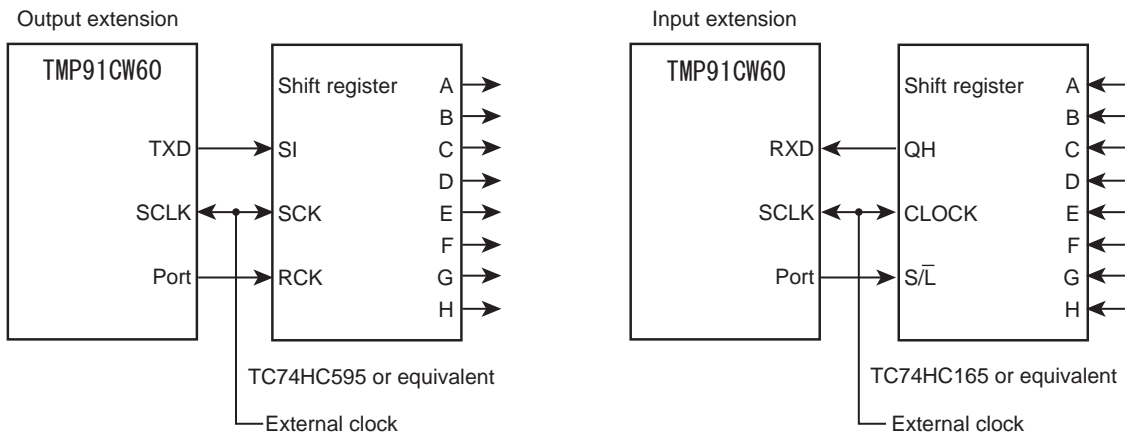 Output extension
TMP91CW60
TXD
SCLK
Port
Shift register
SI
SCK
RCK
A
B
C
D
E
F
G
H
TC74HC595 or equivalent
External clock
Input extension
TMP91CW60
RXD
SCLK
Port
Shift register
QH
CLOCK
S/L̅
A
B
C
D
E
F
G
H
TC74HC165 or equivalent
External clock